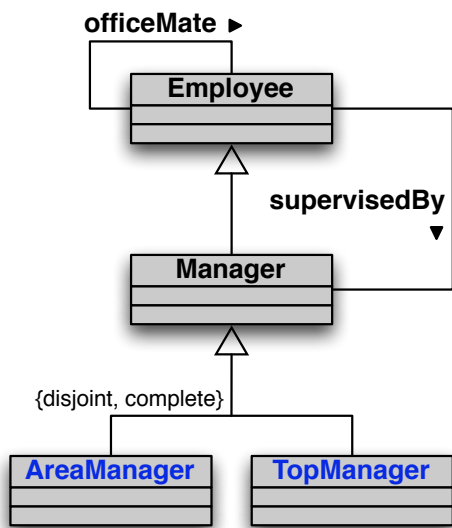 officeMate ►
Employee
supervisedBy
▼
Manager
{disjoint, complete}
AreaManager
TopManager